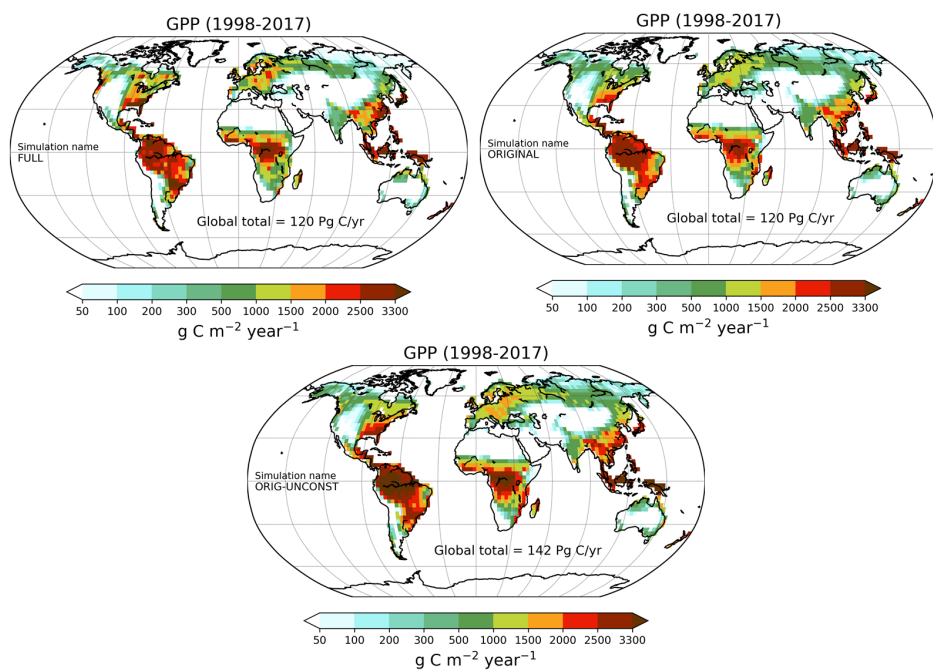 GPP (1998-2017)
Simulation name
FULL
Global total = 120 Pg C/yr
50 100 200 300 500 1000 1500 2000 2500 3300
g C m⁻² year⁻¹
GPP (1998-2017)
Simulation name
ORIGINAL
Global total = 120 Pg C/yr
50 100 200 300 500 1000 1500 2000 2500 3300
g C m⁻² year⁻¹
GPP (1998-2017)
Simulation name
ORIG-UNCONST
Global total = 142 Pg C/yr
50 100 200 300 500 1000 1500 2000 2500 3300
g C m⁻² year⁻¹